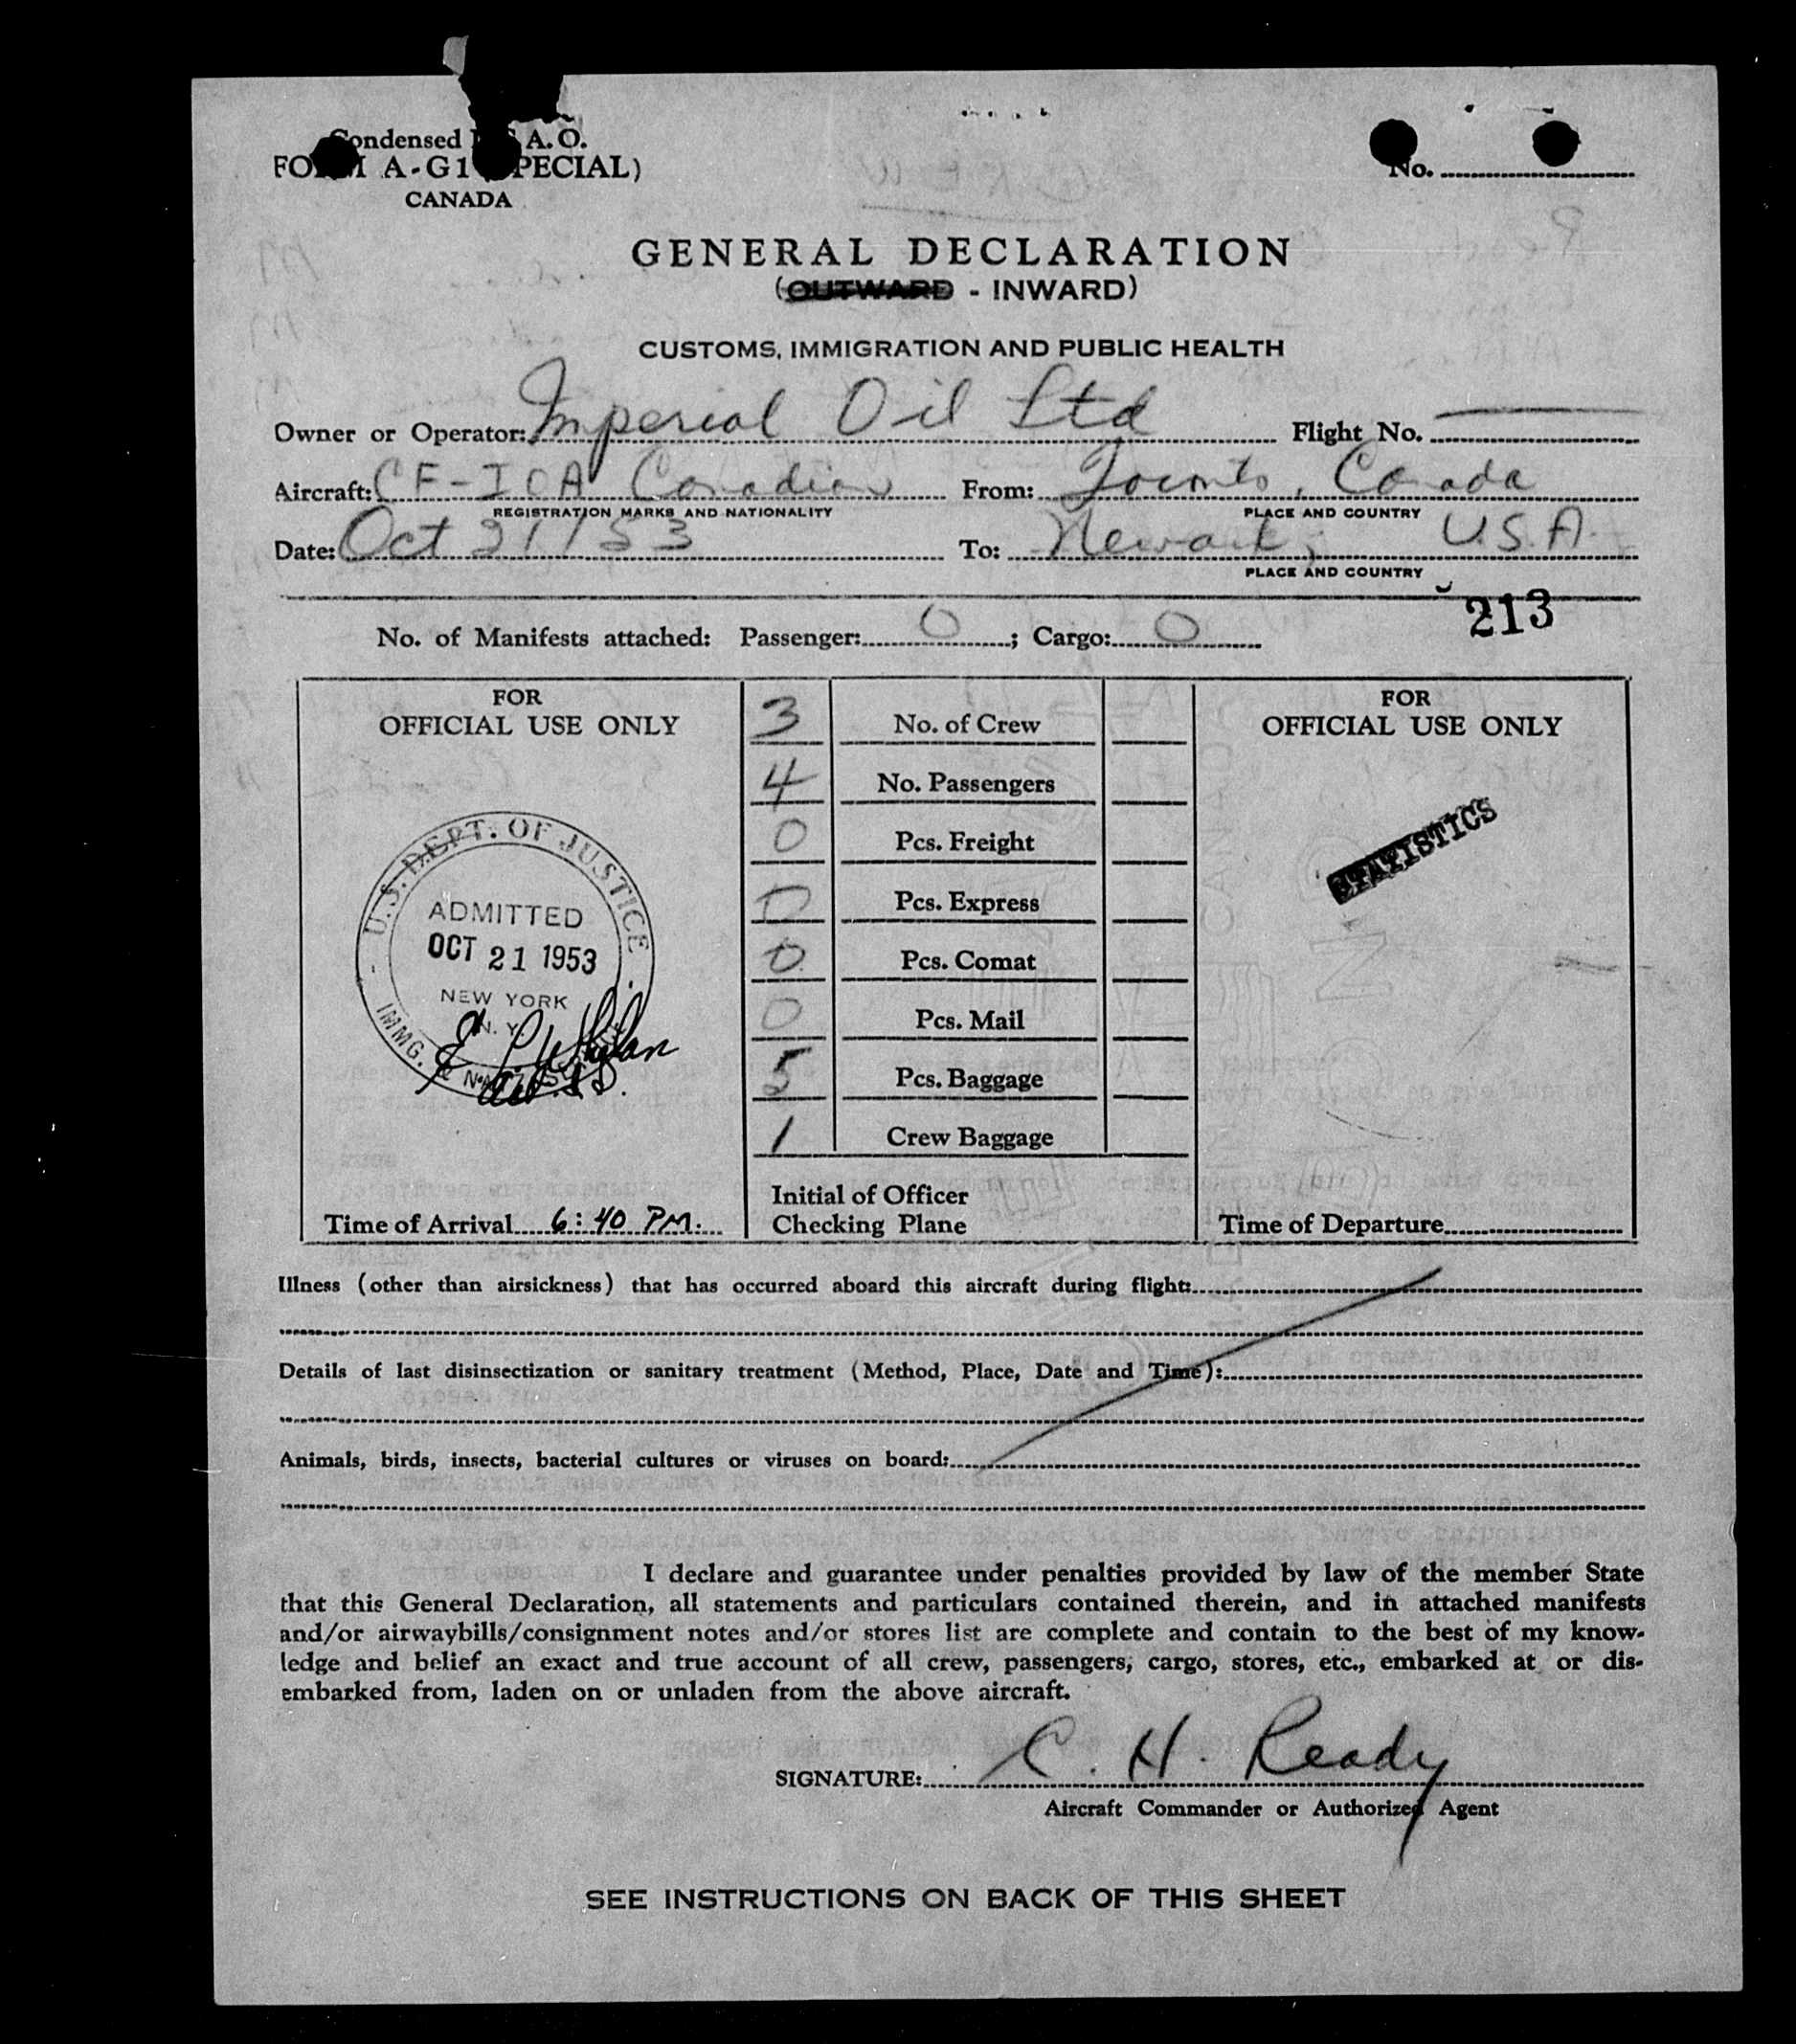 Condensed I.C.A.O.
FORM A-G1 (SPECIAL)
CANADA
No.
GENERAL DECLARATION
(OUTWARD - INWARD)
CUSTOMS, IMMIGRATION AND PUBLIC HEALTH
Owner or Operator: Imperial Oil Ltd Flight No. —
Aircraft: CF-IOA Canadian From: Toronto, Canada
REGISTRATION MARKS AND NATIONALITY PLACE AND COUNTRY
Date: Oct 21/53 To: Newark, U.S.A.
PLACE AND COUNTRY
213
No. of Manifests attached: Passenger: 0; Cargo: 0
FOR
OFFICIAL USE ONLY
U.S. DEPT. OF JUSTICE
ADMITTED
OCT 21 1953
NEW YORK
N.Y.
IMMG. &
Time of Arrival 6:40 PM.
3 No. of Crew
4 No. Passengers
0 Pcs. Freight
0 Pcs. Express
0 Pcs. Comat
0 Pcs. Mail
5 Pcs. Baggage
1 Crew Baggage
Initial of Officer
Checking Plane
FOR
OFFICIAL USE ONLY
STATISTICS
Time of Departure
Illness (other than airsickness) that has occurred aboard this aircraft during flight:
Details of last disinsectization or sanitary treatment (Method, Place, Date and Time):
Animals, birds, insects, bacterial cultures or viruses on board:
I declare and guarantee under penalties provided by law of the member State
that this General Declaration, all statements and particulars contained therein, and in attached manifests
and/or airwaybills/consignment notes and/or stores list are complete and contain to the best of my know-
ledge and belief an exact and true account of all crew, passengers, cargo, stores, etc., embarked at or dis-
embarked from, laden on or unladen from the above aircraft.
SIGNATURE: C. H. Ready
Aircraft Commander or Authorized Agent
SEE INSTRUCTIONS ON BACK OF THIS SHEET